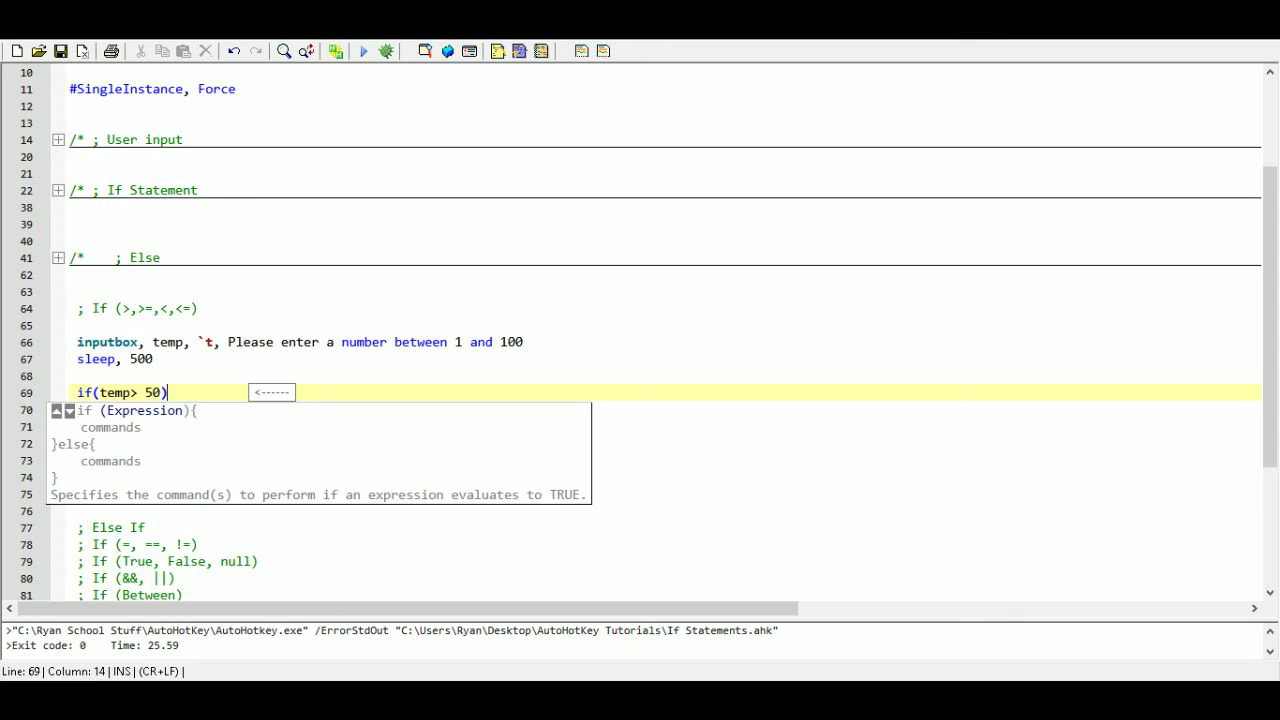 10
11 #SingleInstance, Force
12
13
14 /* ; User input
20
21
22 /* ; If Statement
38
39
40
41 /* ; Else
62
63
64 ; If (>,>=,<,<=)
65
66 inputbox, temp, `t, Please enter a number between 1 and 100
67 sleep, 500
68
69 if(temp> 50) <------
70 if (Expression){
71 commands
72 }else{
73 commands
74 }
75 Specifies the command(s) to perform if an expression evaluates to TRUE.
76
77 ; Else If
78 ; If (=, ==, !=)
79 ; If (True, False, null)
80 ; If (&&, ||)
81 ; If (Between)
>"C:\Ryan School Stuff\AutoHotKey\AutoHotkey.exe" /ErrorStdOut "C:\Users\Ryan\Desktop\AutoHotKey Tutorials\If Statements.ahk"
>Exit code: 0 Time: 25.59
Line: 69 | Column: 14 | INS | (CR+LF) |